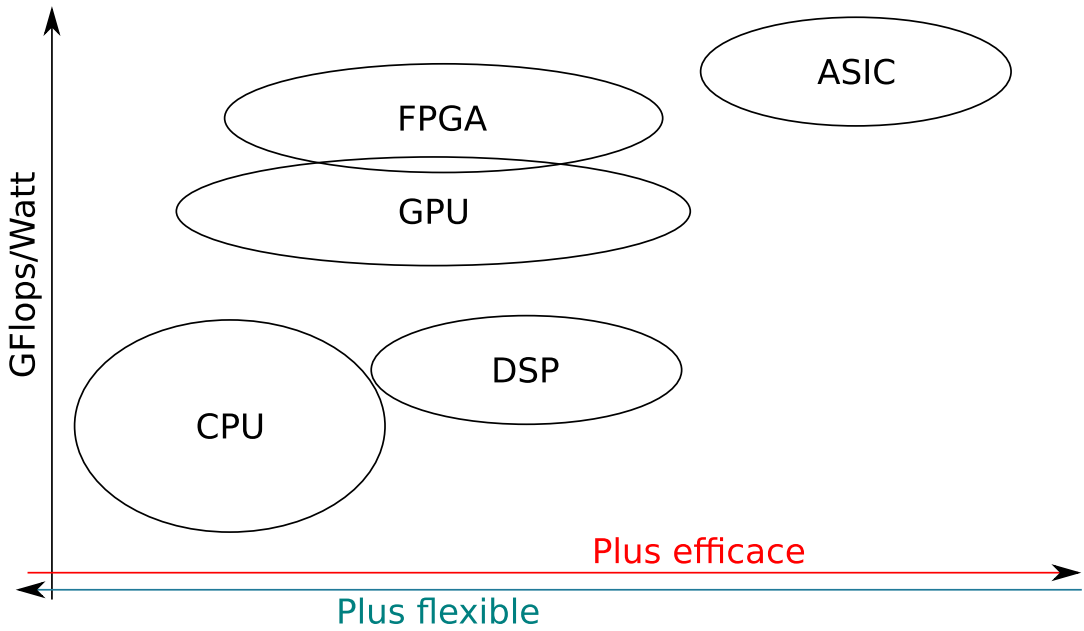 ASIC
FPGA
GPU
GFlops/Watt
DSP
CPU
Plus efficace
Plus flexible